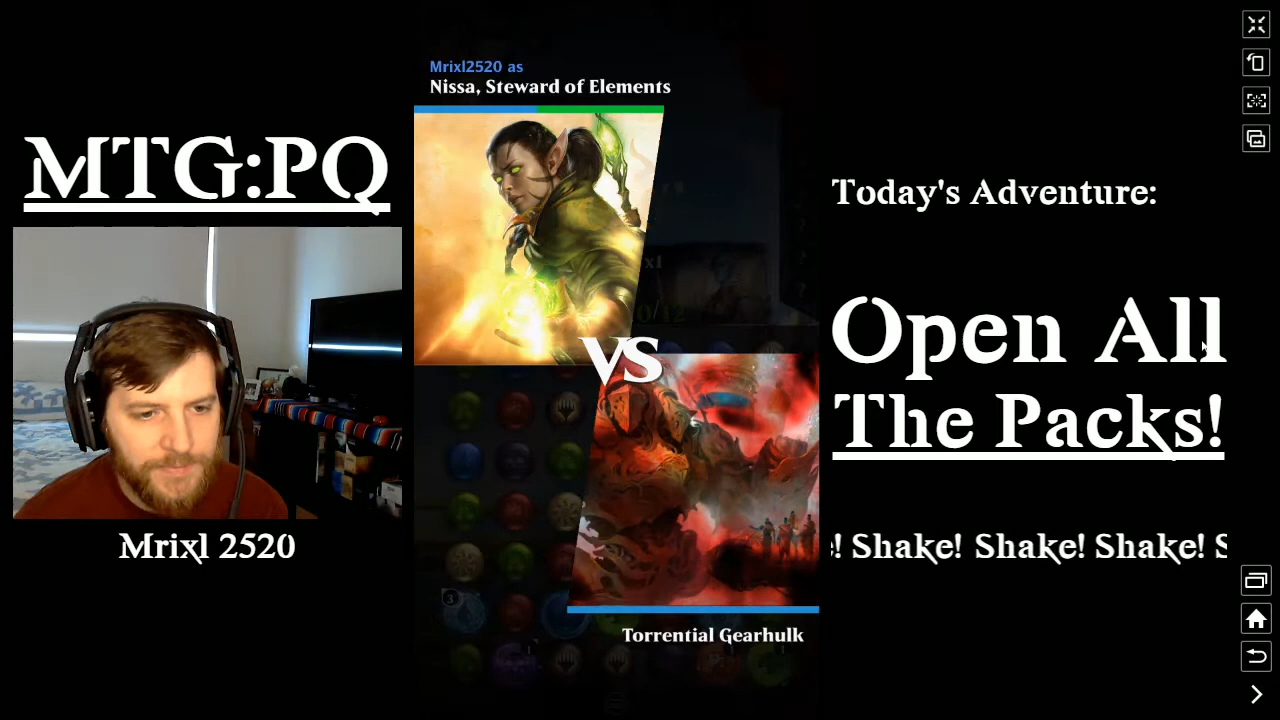 MTG:PQ
Mrixl 2520
Mrixl2520 as
Nissa, Steward of Elements
VS
Torrential Gearhulk
Today's Adventure:
Open All
The Packs!
! Shake! Shake! Shake! S
3